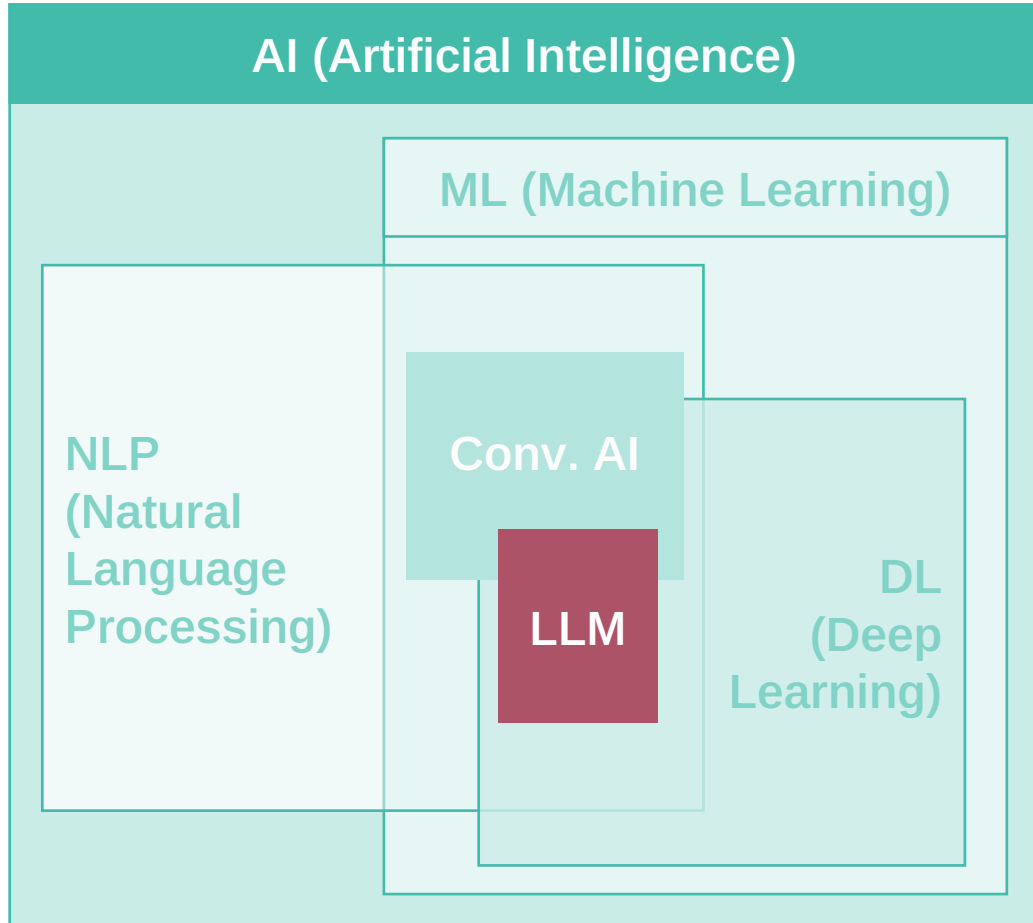 AI (Artificial Intelligence)
ML (Machine Learning)
NLP
(Natural
Language
Processing)
Conv. AI
LLM
DL
(Deep
Learning)